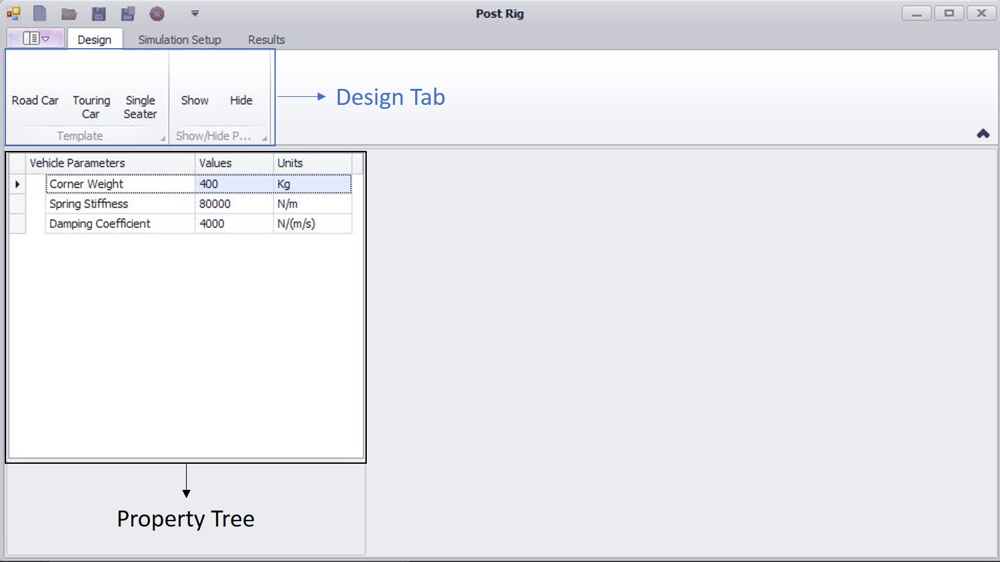 Post Rig
Design Simulation Setup Results
Road Car Touring Car Single Seater Show Hide
Template Show/Hide P...
Design Tab
Vehicle Parameters Values Units
Corner Weight 400 Kg
Spring Stiffness 80000 N/m
Damping Coefficient 4000 N/(m/s)
Property Tree